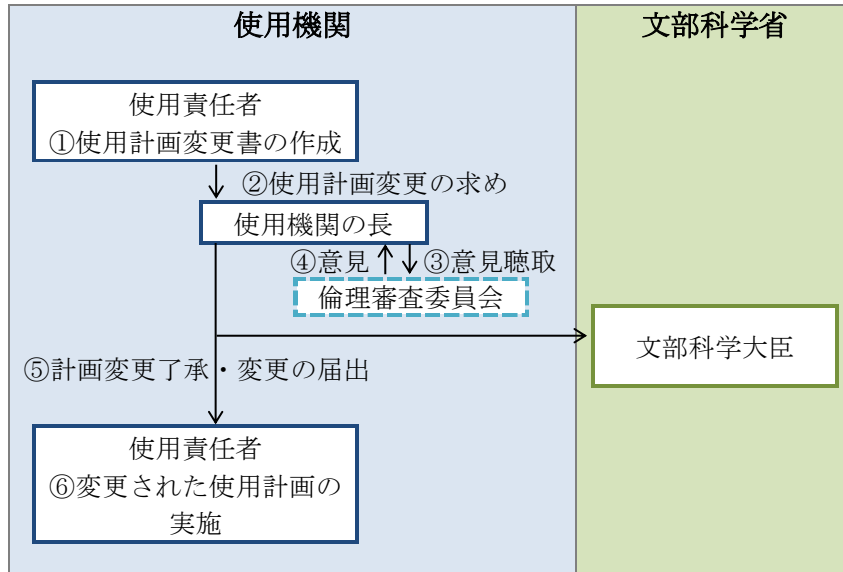 使用機関
文部科学省
使用責任者
①使用計画変更書の作成
②使用計画変更の求め
使用機関の長
④意見
③意見聴取
倫理審査委員会
文部科学大臣
⑤計画変更了承・変更の届出
使用責任者
⑥変更された使用計画の
実施